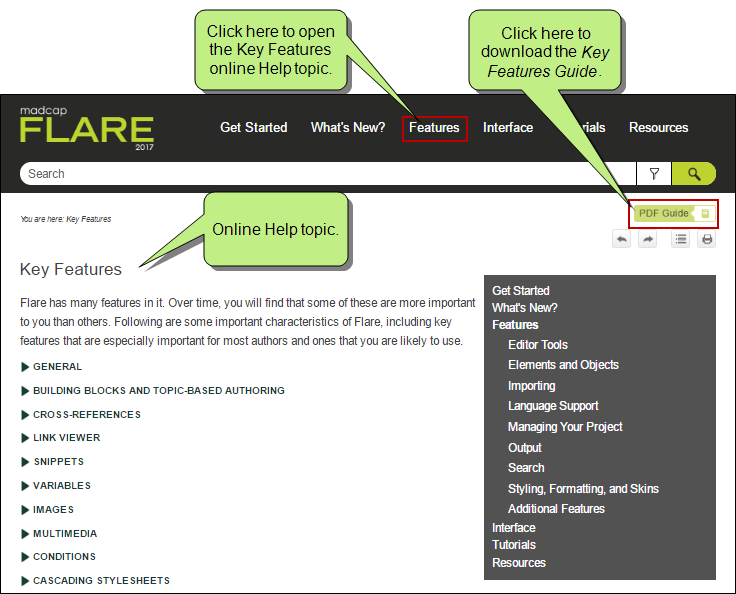 Click here to open
the Key Features
online Help topic.
Click here to
download the Key
Features Guide.
madcap
FLARE
2017
Get Started
What's New?
Features
Interface
rials
Resources
Search
You are here: Key Features
PDF Guide
Online Help topic.
Key Features
Flare has many features in it. Over time, you will find that some of these are more important
to you than others. Following are some important characteristics of Flare, including key
features that are especially important for most authors and ones that you are likely to use.
GENERAL
BUILDING BLOCKS AND TOPIC-BASED AUTHORING
CROSS-REFERENCES
LINK VIEWER
SNIPPETS
VARIABLES
IMAGES
MULTIMEDIA
CONDITIONS
CASCADING STYLESHEETS
Get Started
What's New?
Features
Editor Tools
Elements and Objects
Importing
Language Support
Managing Your Project
Output
Search
Styling, Formatting, and Skins
Additional Features
Interface
Tutorials
Resources